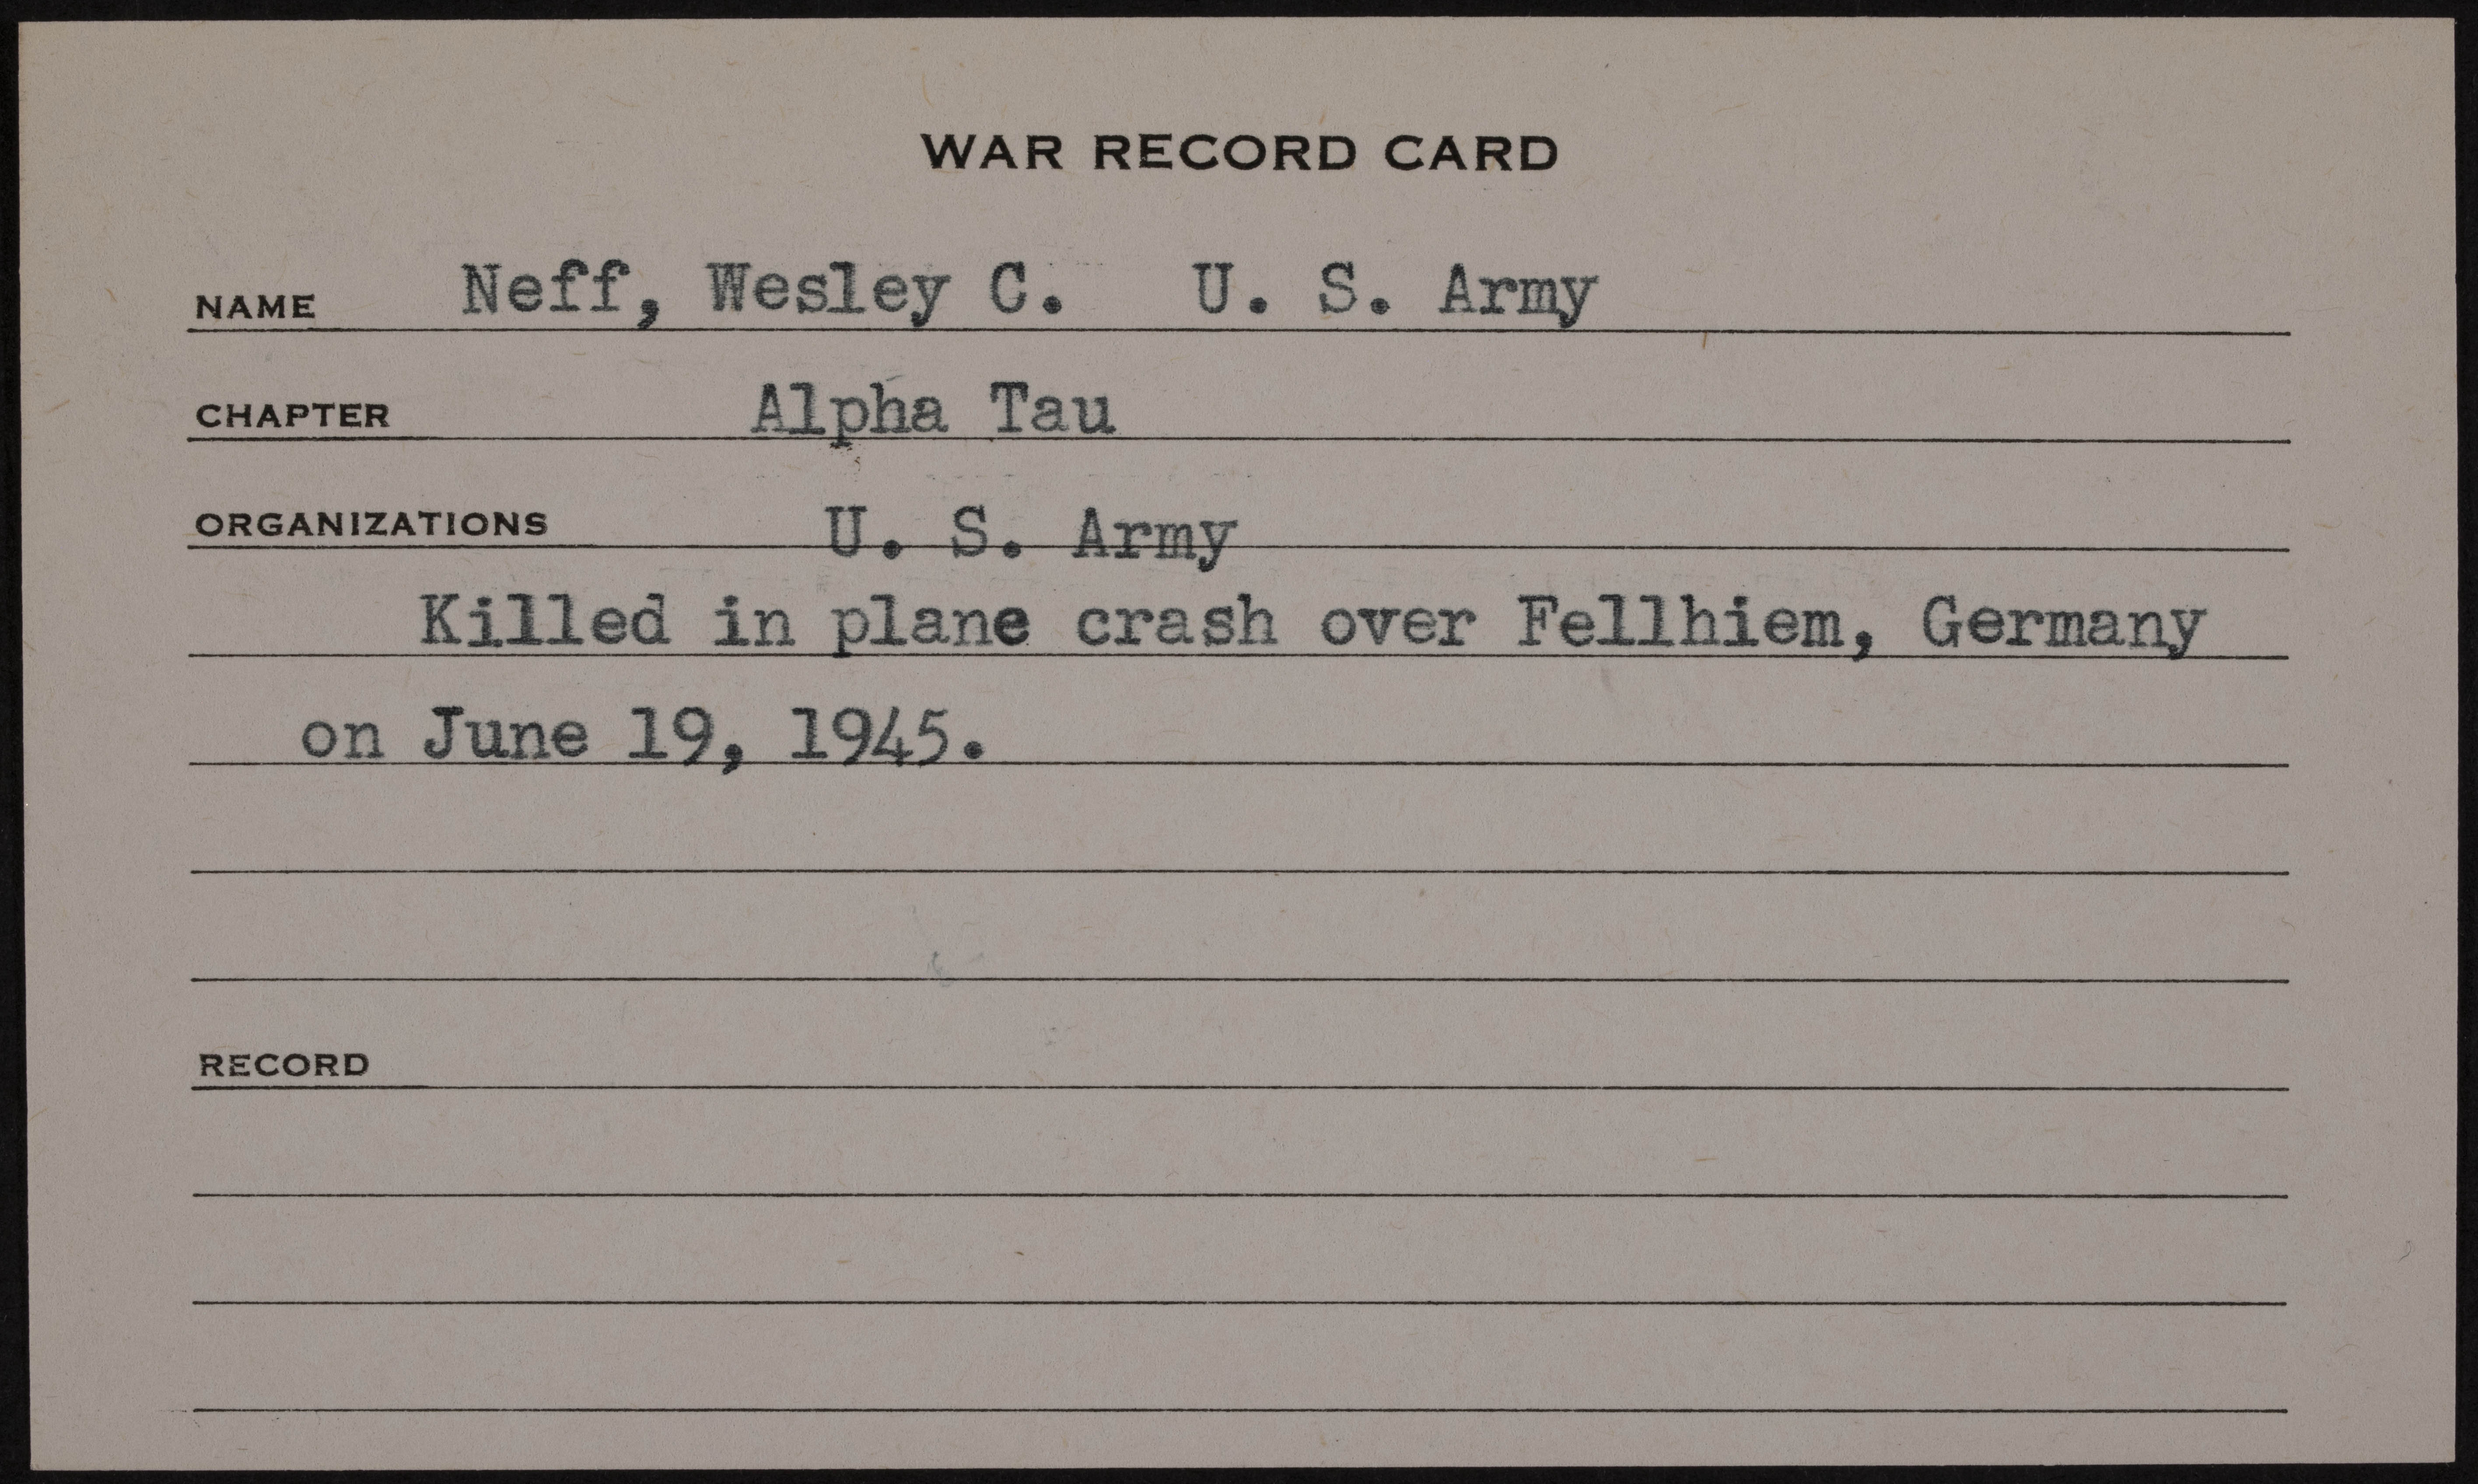 WAR RECORD CARD
NAME Neff, Wesley C. U. S. Army
CHAPTER Alpha Tau
ORGANIZATIONS U. S. Army
Killed in plane crash over Fellhiem, Germany
on June 19, 1945.
RECORD